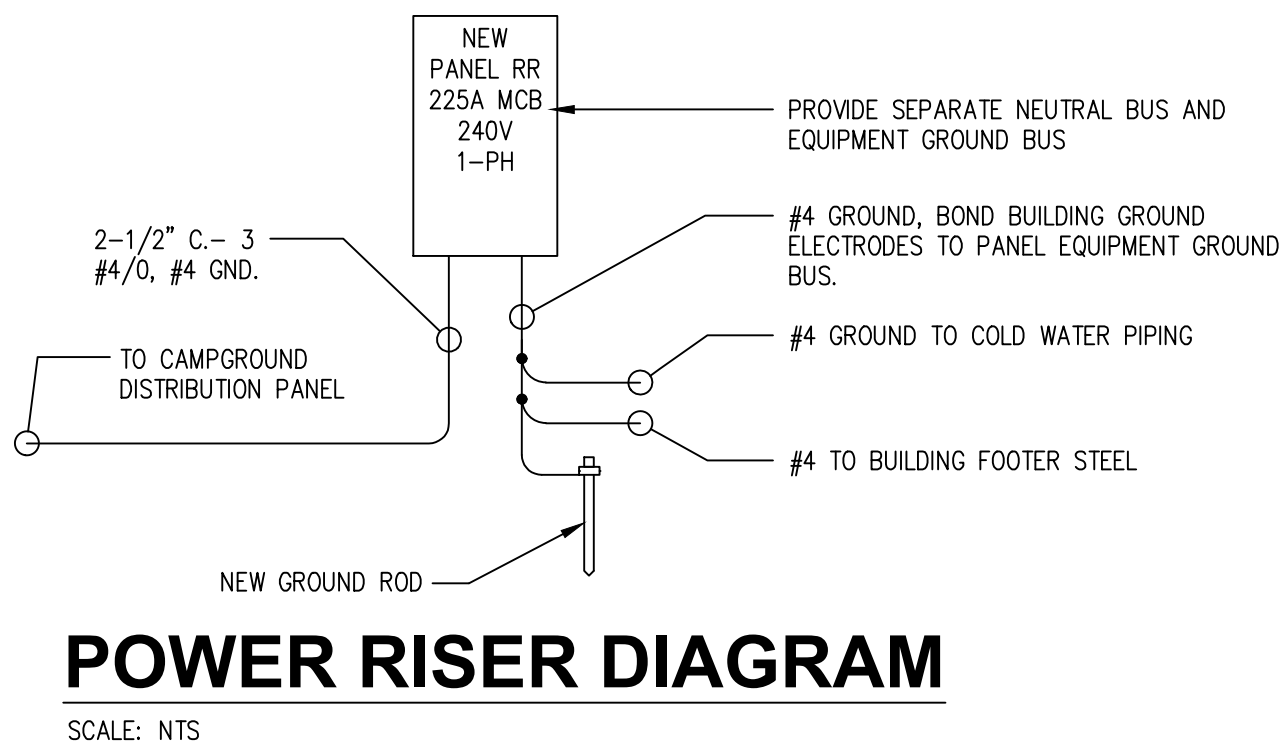 NEW
PANEL RR
225A MCB
240V
1-PH
PROVIDE SEPARATE NEUTRAL BUS AND
EQUIPMENT GROUND BUS
#4 GROUND, BOND BUILDING GROUND
ELECTRODES TO PANEL EQUIPMENT GROUND
BUS.
2-1/2" C.- 3
#4/0, #4 GND.
#4 GROUND TO COLD WATER PIPING
TO CAMPGROUND
DISTRIBUTION PANEL
#4 TO BUILDING FOOTER STEEL
NEW GROUND ROD
POWER RISER DIAGRAM
SCALE: NTS